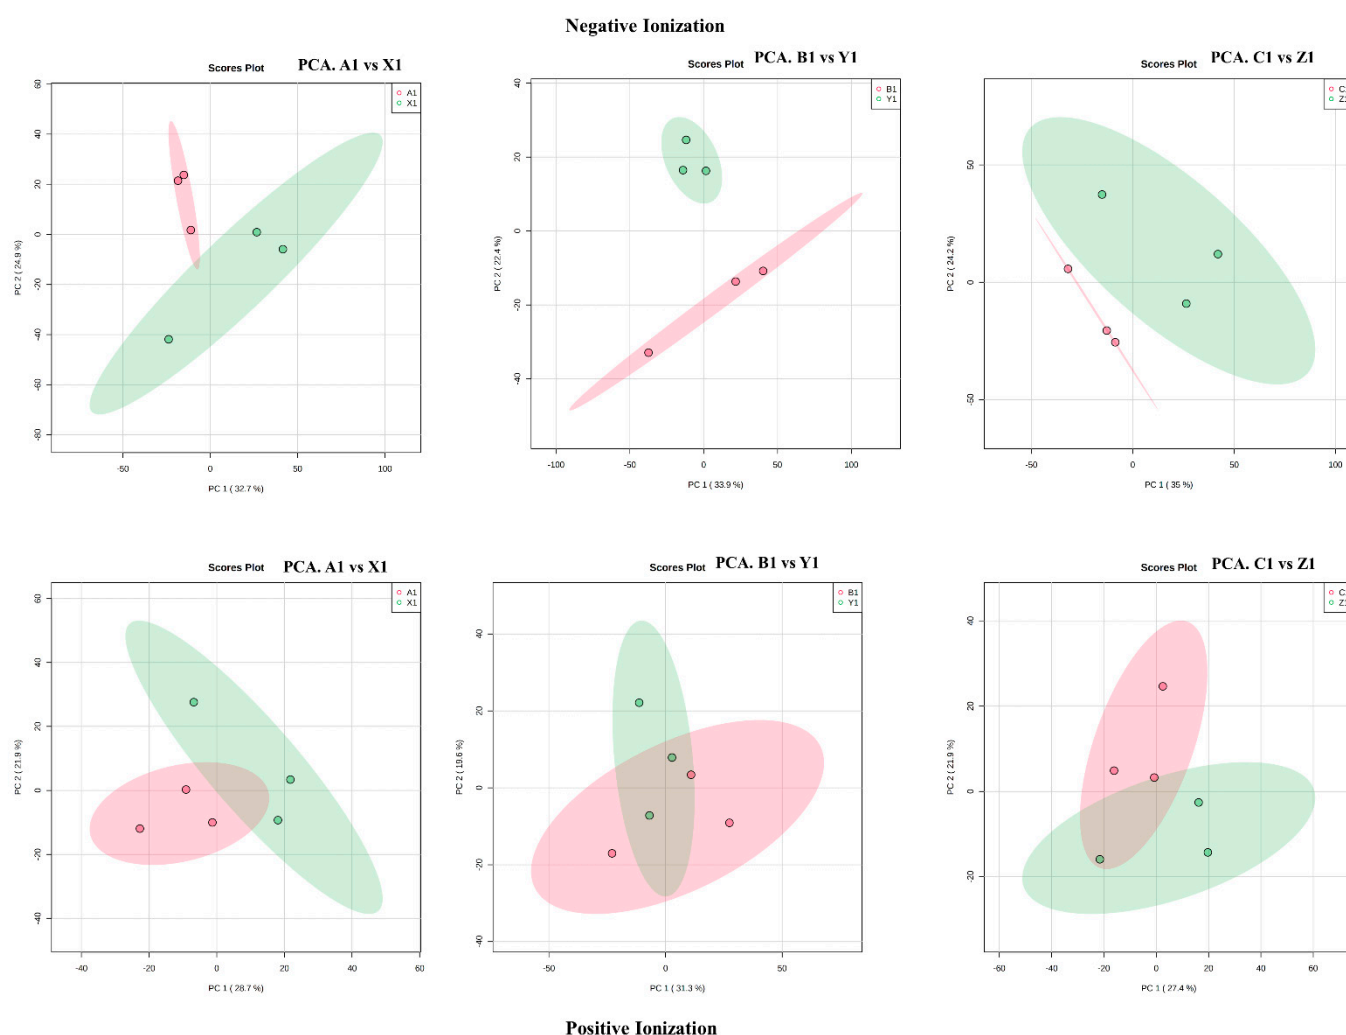 Negative Ionization
Scores Plot PCA. A1 vs X1
A1
X1
60
40
20
0
-20
-40
-60
-80
PC 2 ( 24.9 %)
-50 0 50 100
PC 1 ( 32.7 %)
Scores Plot PCA. B1 vs Y1
B1
Y1
40
20
0
-20
-40
PC 2 ( 22.4 %)
-100 -50 0 50 100
PC 1 ( 33.9 %)
Scores Plot PCA. C1 vs Z1
C
Z
50
0
-50
PC 2 ( 24.2 %)
-50 0 50 100
PC 1 ( 35 %)
Scores Plot PCA. A1 vs X1
A1
X1
60
40
20
0
-20
-40
PC 2 ( 21.9 %)
-40 -20 0 20 40 60
PC 1 ( 28.7 %)
Scores Plot PCA. B1 vs Y1
B1
Y1
40
20
0
-20
-40
PC 2 ( 19.6 %)
-50 0 50
PC 1 ( 31.3 %)
Scores Plot PCA. C1 vs Z1
C
Z
40
20
0
-20
PC 2 ( 21.9 %)
-60 -40 -20 0 20 40 60
PC 1 ( 27.4 %)
Positive Ionization